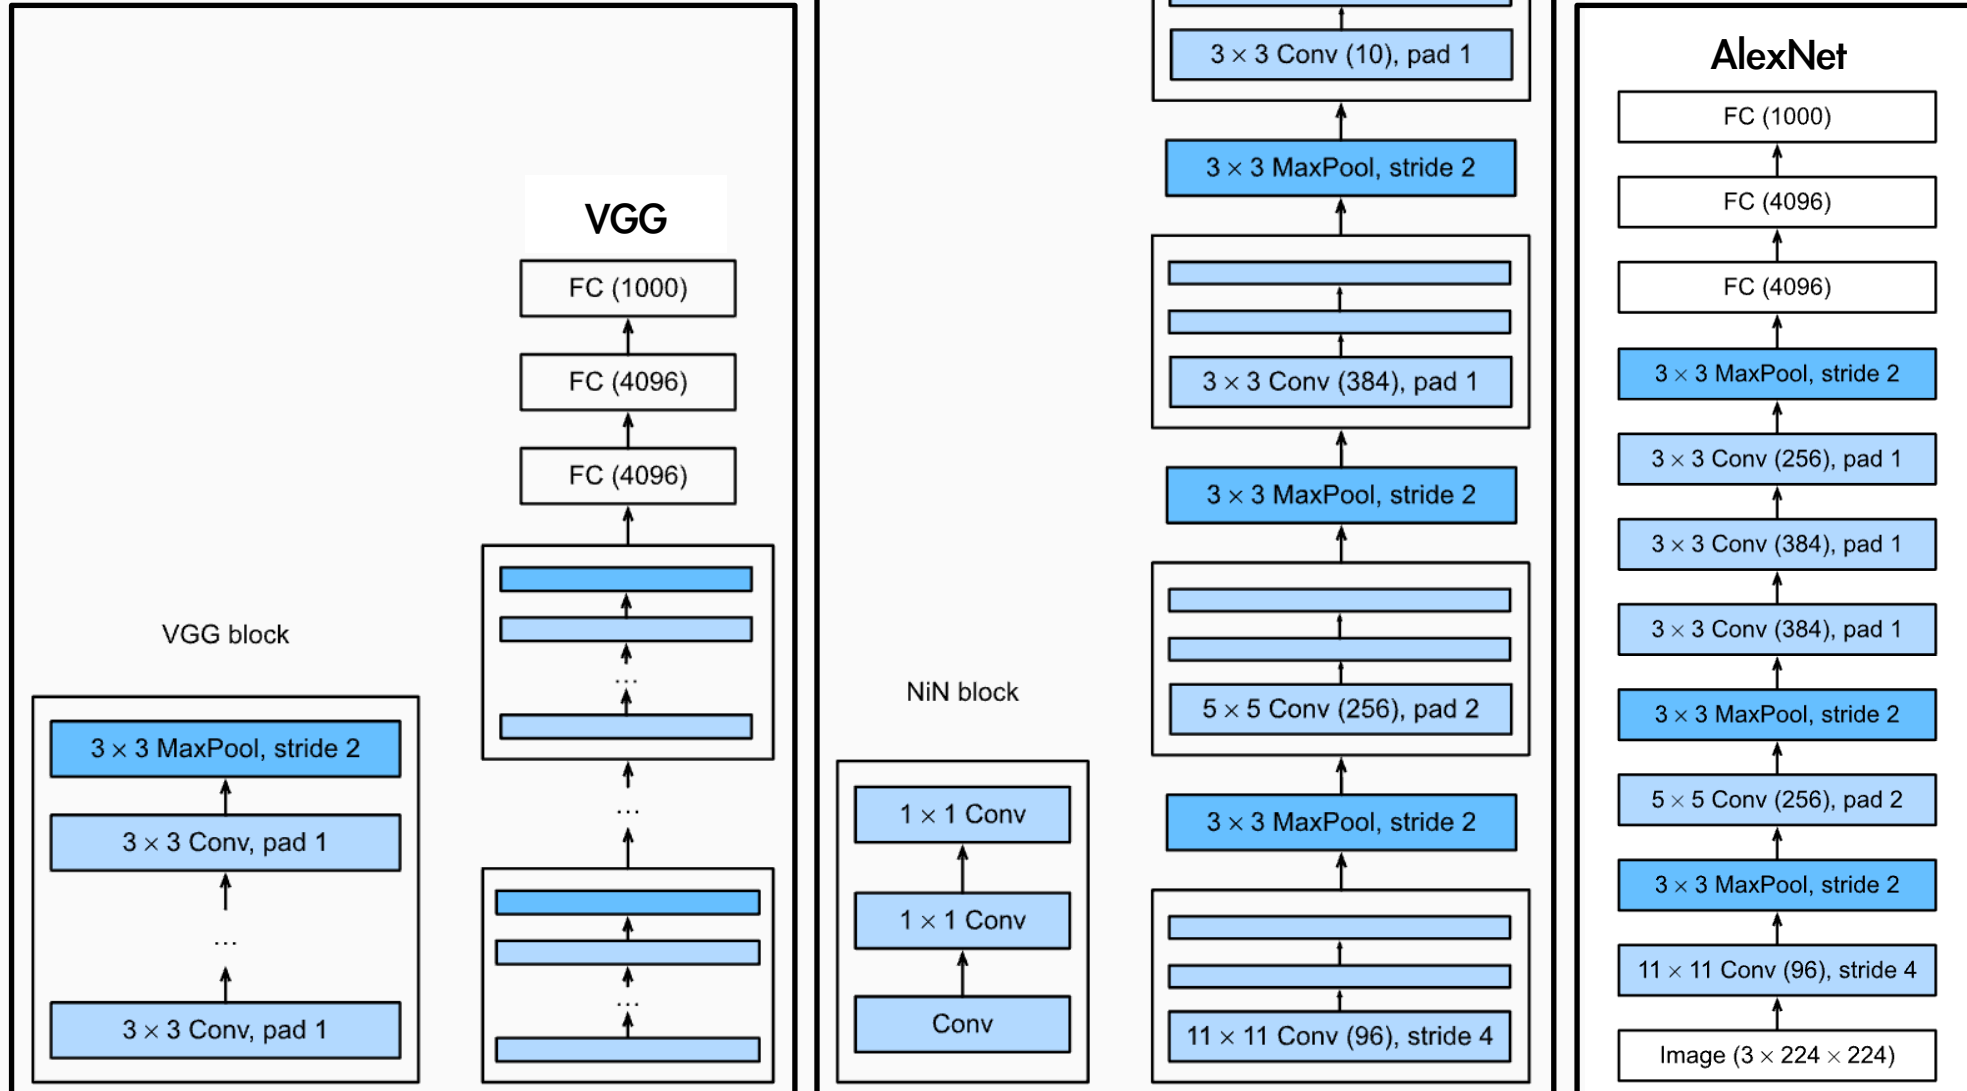 VGG
FC (1000)
FC (4096)
FC (4096)
...
...
...
VGG block
3 × 3 MaxPool, stride 2
3 × 3 Conv, pad 1
...
3 × 3 Conv, pad 1
NiN block
1 × 1 Conv
1 × 1 Conv
Conv
3 × 3 Conv (10), pad 1
3 × 3 MaxPool, stride 2
3 × 3 Conv (384), pad 1
3 × 3 MaxPool, stride 2
5 × 5 Conv (256), pad 2
3 × 3 MaxPool, stride 2
11 × 11 Conv (96), stride 4
AlexNet
FC (1000)
FC (4096)
FC (4096)
3 × 3 MaxPool, stride 2
3 × 3 Conv (256), pad 1
3 × 3 Conv (384), pad 1
3 × 3 Conv (384), pad 1
3 × 3 MaxPool, stride 2
5 × 5 Conv (256), pad 2
3 × 3 MaxPool, stride 2
11 × 11 Conv (96), stride 4
Image (3 × 224 × 224)